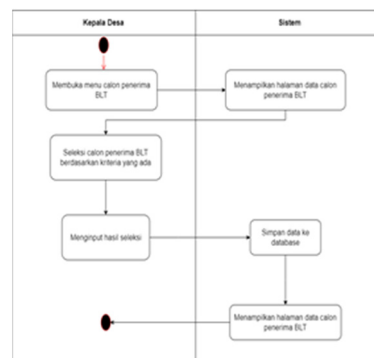 Kepala Desa
Sistem
Membuka menu calon penerima
BLT
Menampilkan halaman data calon
penerima BLT
Seleksi calon penerima BLT
berdasarkan kriteria yang ada
Menginput hasil seleksi
Simpan data ke
database
Menampilkan halaman data calon
penerima BLT